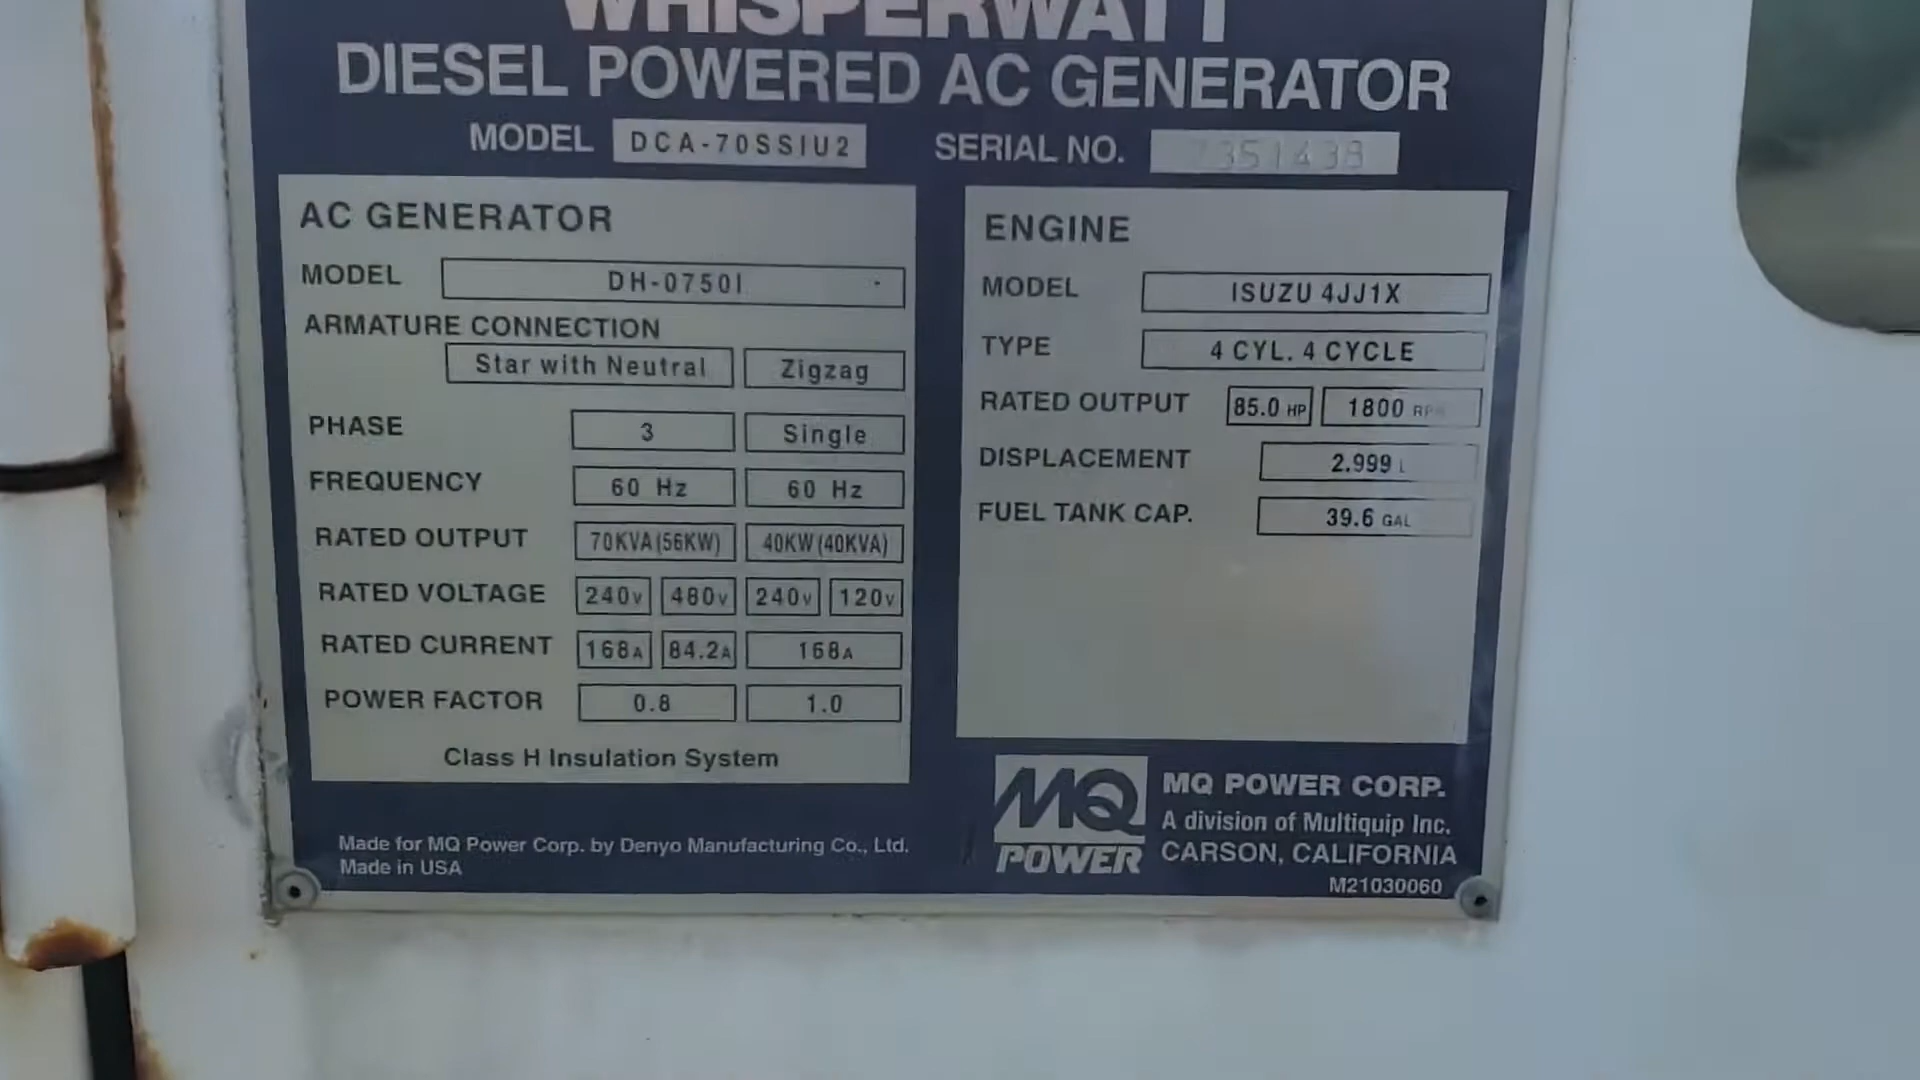 WHISPERWATT
DIESEL POWERED AC GENERATOR
MODEL DCA-70SSIU2 SERIAL NO.
AC GENERATOR
MODEL DH-0750I
ARMATURE CONNECTION
Star with Neutral Zigzag
PHASE 3 Single
FREQUENCY 60 Hz 60 Hz
RATED OUTPUT 70KVA(56KW) 40KW(40KVA)
RATED VOLTAGE 240V 480V 240V 120V
RATED CURRENT 168A 84.2A 168A
POWER FACTOR 0.8 1.0
Class H Insulation System
ENGINE
MODEL ISUZU 4JJ1X
TYPE 4 CYL. 4 CYCLE
RATED OUTPUT 85.0 HP 1800 RPM
DISPLACEMENT 2.999 L
FUEL TANK CAP. 39.6 GAL
Made for MQ Power Corp. by Denyo Manufacturing Co., Ltd.
Made in USA
MQ
POWER
MQ POWER CORP.
A division of Multiquip Inc.
CARSON, CALIFORNIA
M21030060